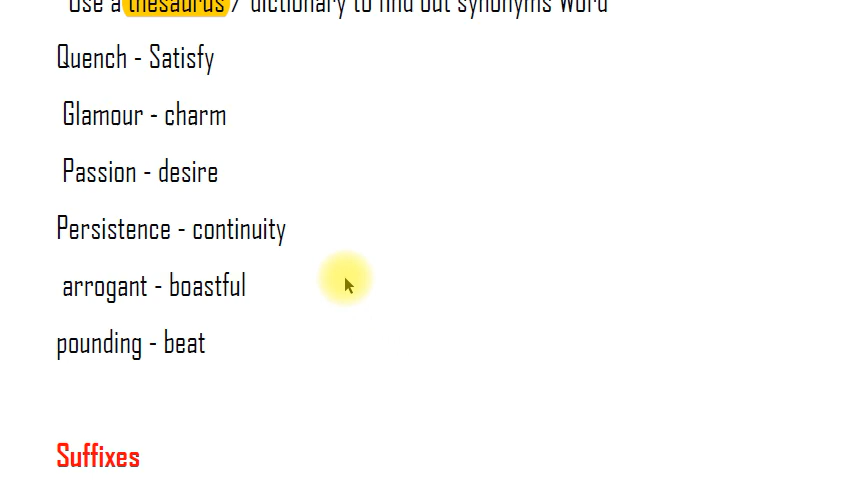 Use a thesaurus / dictionary to find out synonyms Word
Quench - Satisfy
Glamour - charm
Passion - desire
Persistence - continuity
arrogant - boastful
pounding - beat
Suffixes